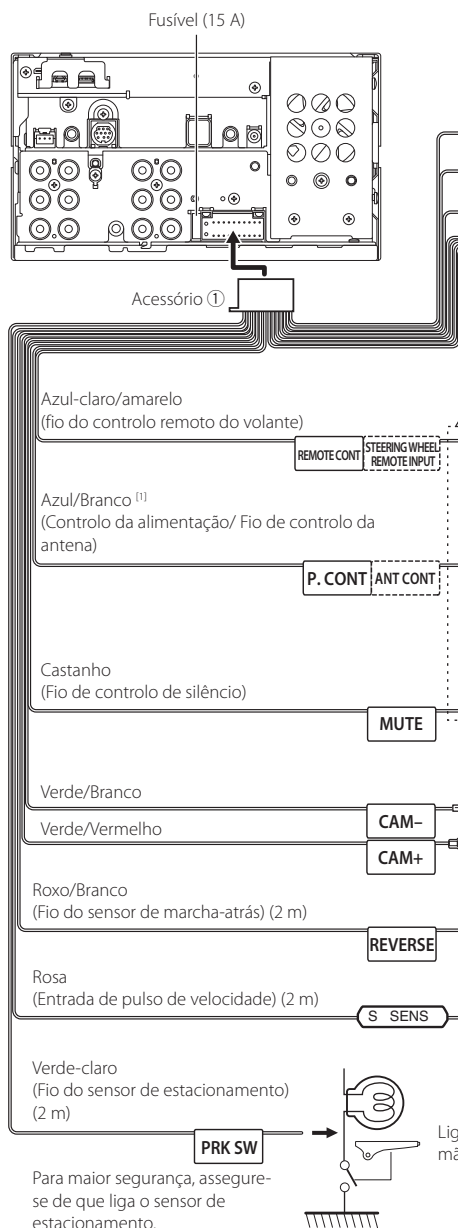 Fusível (15 A)
Acessório ①
Azul-claro/amarelo
(fio do controlo remoto do volante)
REMOTE CONT
STEERING WHEEL
REMOTE INPUT
Azul/Branco [1]
(Controlo da alimentação/ Fio de controlo da
antena)
P. CONT
ANT CONT
Castanho
(Fio de controlo de silêncio)
MUTE
Verde/Branco
CAM–
Verde/Vermelho
CAM+
Roxo/Branco
(Fio do sensor de marcha-atrás) (2 m)
REVERSE
Rosa
(Entrada de pulso de velocidade) (2 m)
S SENS
Verde-claro
(Fio do sensor de estacionamento)
(2 m)
PRK SW
Lig
mã
Para maior segurança, assegure-
se de que liga o sensor de
estacionamento.